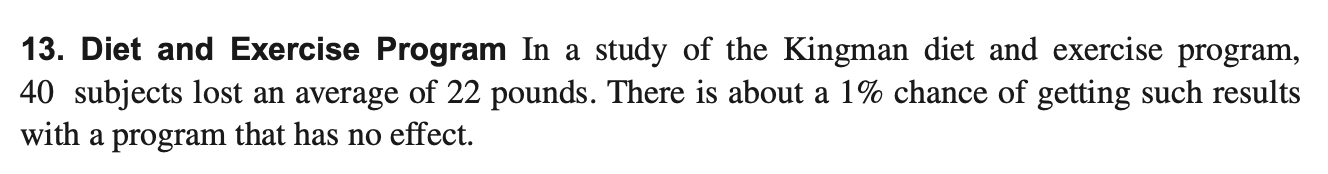 13. Diet and Exercise Program In a study of the Kingman diet and exercise program,
40 subjects lost an average of 22 pounds. There is about a 1% chance of getting such results
with a program that has no effect.